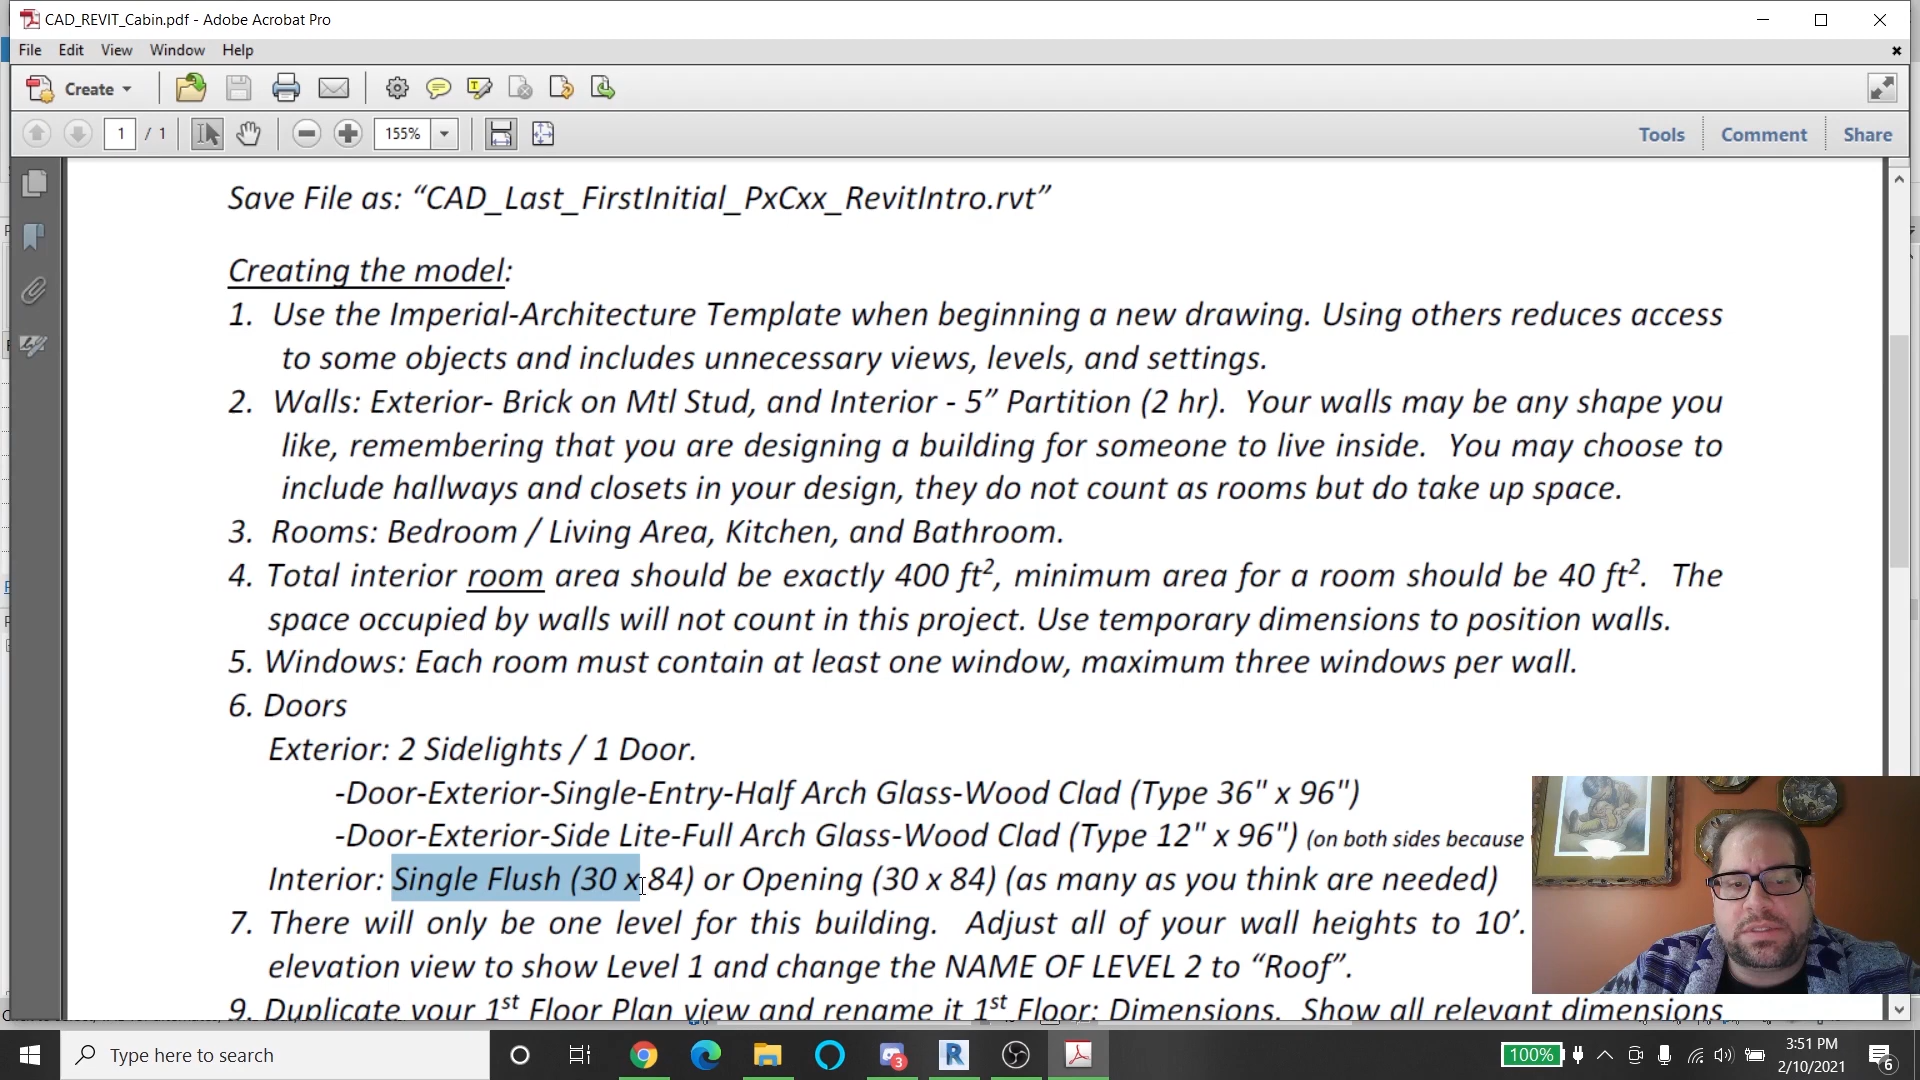 CAD_REVIT_Cabin.pdf - Adobe Acrobat Pro
File Edit View Window Help
Create
1 / 1 155% Tools Comment Share
Save File as: “CAD_Last_FirstInitial_PxCxx_RevitIntro.rvt”
Creating the model:
1. Use the Imperial-Architecture Template when beginning a new drawing. Using others reduces access
to some objects and includes unnecessary views, levels, and settings.
2. Walls: Exterior- Brick on Mtl Stud, and Interior - 5” Partition (2 hr). Your walls may be any shape you
like, remembering that you are designing a building for someone to live inside. You may choose to
include hallways and closets in your design, they do not count as rooms but do take up space.
3. Rooms: Bedroom / Living Area, Kitchen, and Bathroom.
4. Total interior room area should be exactly 400 ft², minimum area for a room should be 40 ft². The
space occupied by walls will not count in this project. Use temporary dimensions to position walls.
5. Windows: Each room must contain at least one window, maximum three windows per wall.
6. Doors
Exterior: 2 Sidelights / 1 Door.
-Door-Exterior-Single-Entry-Half Arch Glass-Wood Clad (Type 36" x 96")
-Door-Exterior-Side Lite-Full Arch Glass-Wood Clad (Type 12" x 96") (on both sides because
Interior: Single Flush (30 x 84) or Opening (30 x 84) (as many as you think are needed)
7. There will only be one level for this building. Adjust all of your wall heights to 10’.
elevation view to show Level 1 and change the NAME OF LEVEL 2 to “Roof”.
9. Duplicate your 1st Floor Plan view and rename it 1st Floor: Dimensions. Show all relevant dimensions
Type here to search
3
R
100%
3:51 PM
2/10/2021
6